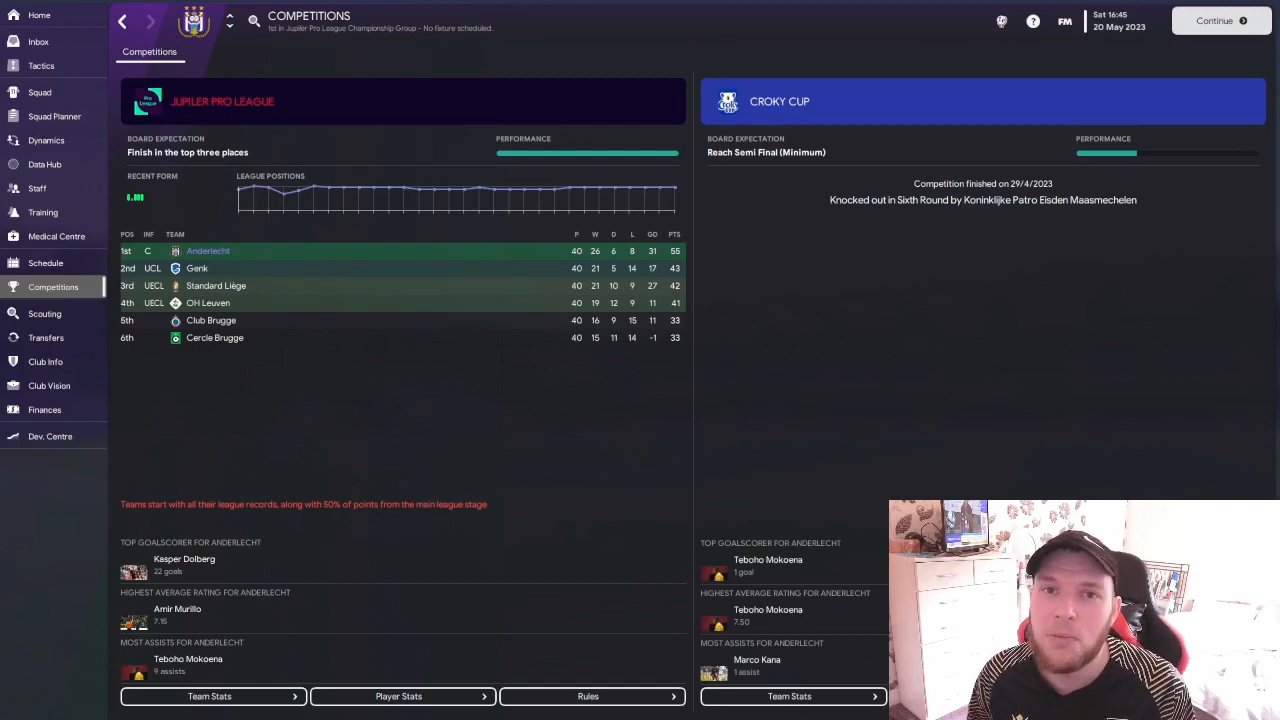 Home
COMPETITIONS
1st in Jupiler Pro League Championship Group - No fixture scheduled.
FM
Sat 16:45
20 May 2023
Continue
Inbox
Tactics
Squad
Squad Planner
Dynamics
Data Hub
Staff
Training
Medical Centre
Schedule
Competitions
Scouting
Transfers
Club Info
Club Vision
Finances
Dev. Centre
Competitions
JUPILER PRO LEAGUE
BOARD EXPECTATION
PERFORMANCE
Finish in the top three places
RECENT FORM
LEAGUE POSITIONS
POS INF TEAM P W D L GD PTS
1st C Anderlecht 40 26 6 8 31 55
2nd UCL Genk 40 21 5 14 17 43
3rd UECL Standard Liège 40 21 10 9 27 42
4th UECL OH Leuven 40 19 12 9 11 41
5th Club Brugge 40 16 9 15 11 33
6th Cercle Brugge 40 15 11 14 -1 33
Teams start with all their league records, along with 50% of points from the main league stage
TOP GOALSCORER FOR ANDERLECHT
Kasper Dolberg
22 goals
HIGHEST AVERAGE RATING FOR ANDERLECHT
Amir Murillo
7.15
MOST ASSISTS FOR ANDERLECHT
Teboho Mokoena
9 assists
Team Stats
Player Stats
Rules
CROKY CUP
BOARD EXPECTATION
PERFORMANCE
Reach Semi Final (Minimum)
Competition finished on 29/4/2023
Knocked out in Sixth Round by Koninklijke Patro Eisden Maasmechelen
TOP GOALSCORER FOR ANDERLECHT
Teboho Mokoena
1 goal
HIGHEST AVERAGE RATING FOR ANDERLECHT
Teboho Mokoena
7.50
MOST ASSISTS FOR ANDERLECHT
Marco Kana
1 assist
Team Stats